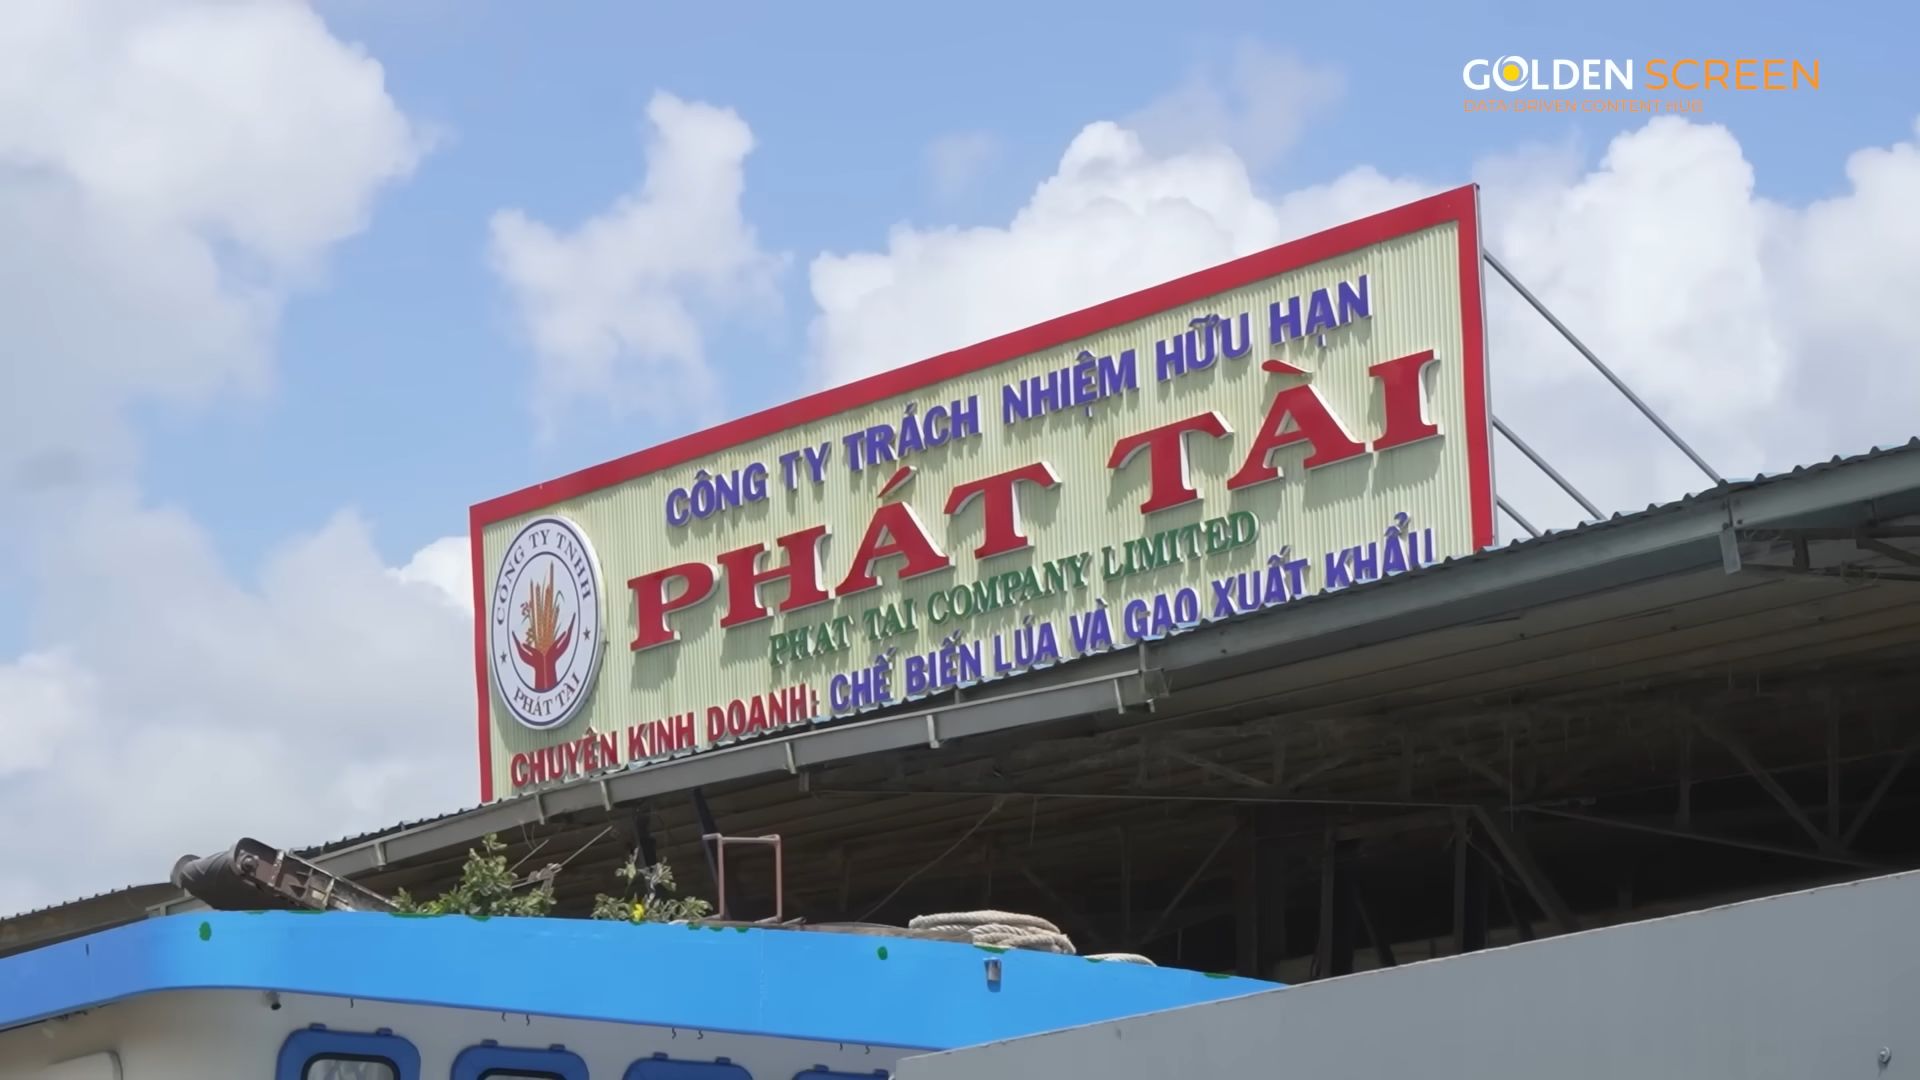 GOLDEN SCREEN
DATA-DRIVEN CONTENT HUG
CÔNG TY TRÁCH NHIỆM HỮU HẠN
PHÁT TÀI
PHAT TAI COMPANY LIMITED
CHUYÊN KINH DOANH: CHẾ BIẾN LÚA VÀ GẠO XUẤT KHẨU
CÔNG TY TNHH
PHÁT TÀI